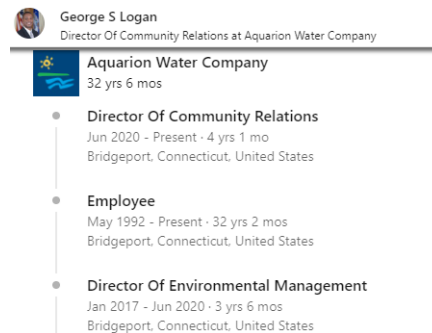 George S Logan
Director Of Community Relations at Aquarion Water Company
Aquarion Water Company
32 yrs 6 mos
Director Of Community Relations
Jun 2020 - Present · 4 yrs 1 mo
Bridgeport, Connecticut, United States
Employee
May 1992 - Present · 32 yrs 2 mos
Bridgeport, Connecticut, United States
Director Of Environmental Management
Jan 2017 - Jun 2020 · 3 yrs 6 mos
Bridgeport, Connecticut, United States